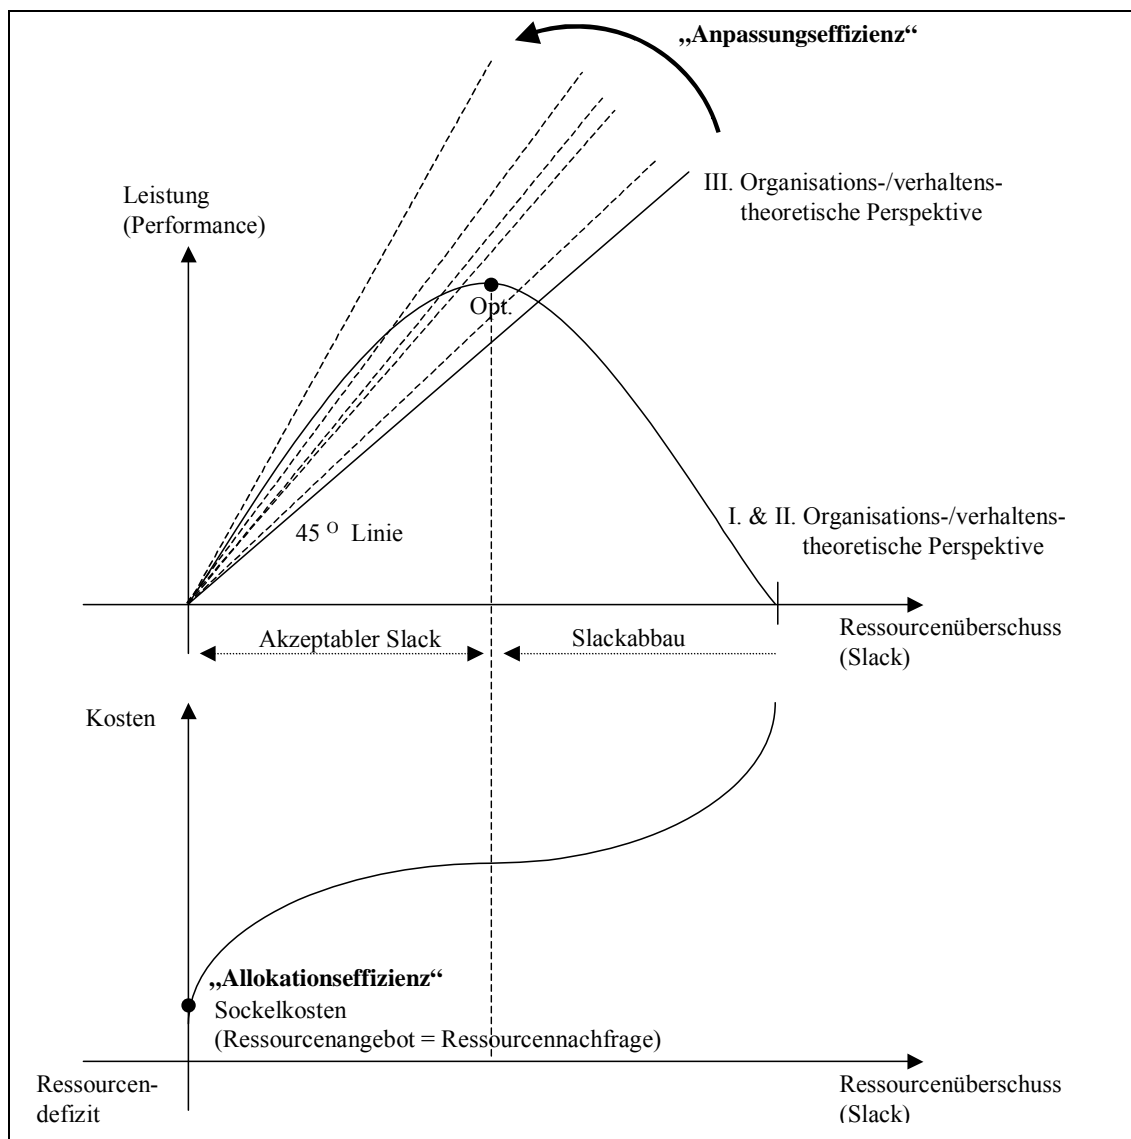 „Anpassungseffizienz“
III. Organisations-/verhaltens-
theoretische Perspektive
Leistung
(Performance)
Opt.
45 O Linie
I. & II. Organisations-/verhaltens-
theoretische Perspektive
Ressourcenüberschuss
(Slack)
Akzeptabler Slack
Slackabbau
Kosten
„Allokationseffizienz“
Sockelkosten
(Ressourcenangebot = Ressourcennachfrage)
Ressourcen-
defizit
Ressourcenüberschuss
(Slack)